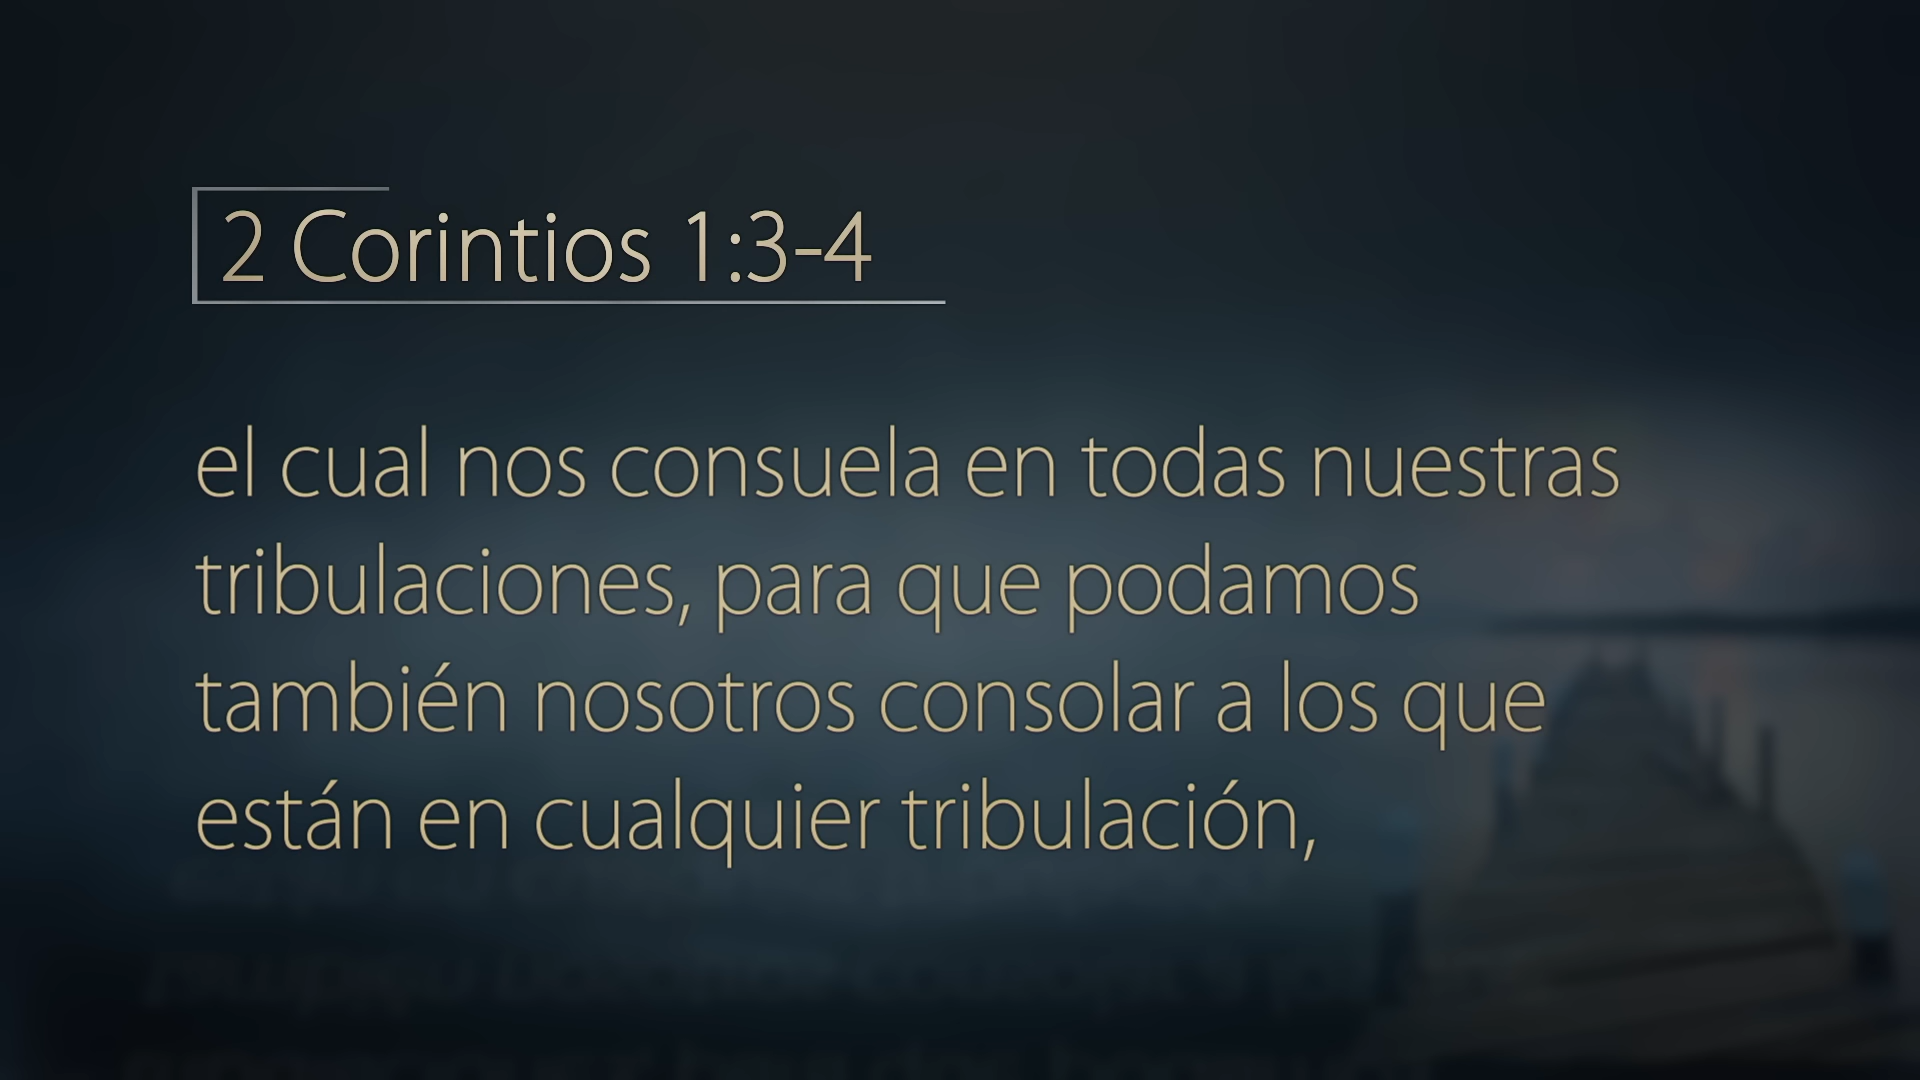 2 Corintios 1:3-4
el cual nos consuela en todas nuestras
tribulaciones, para que podamos
también nosotros consolar a los que
están en cualquier tribulación,